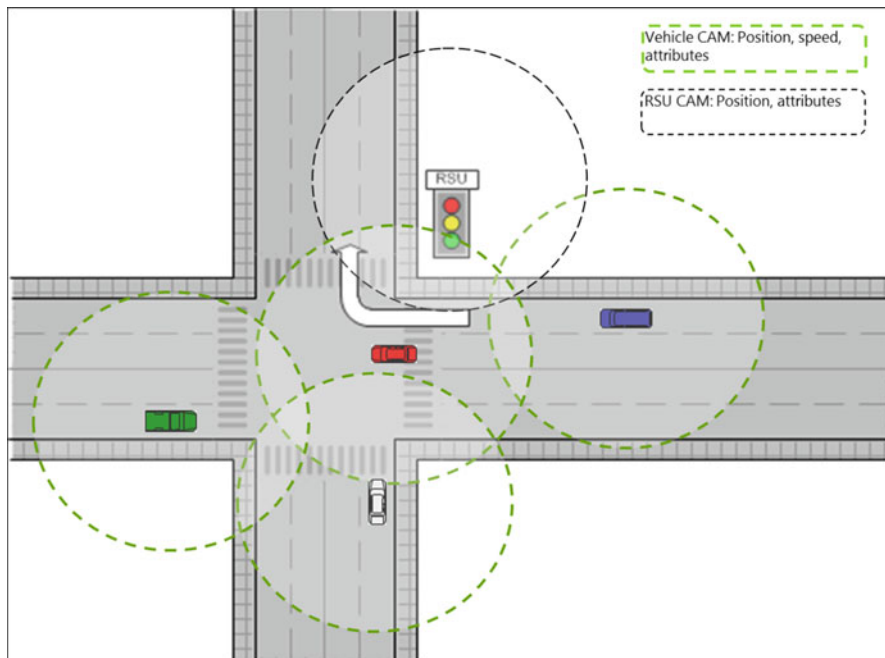 Vehicle CAM: Position, speed,
attributes
RSU CAM: Position, attributes
RSU